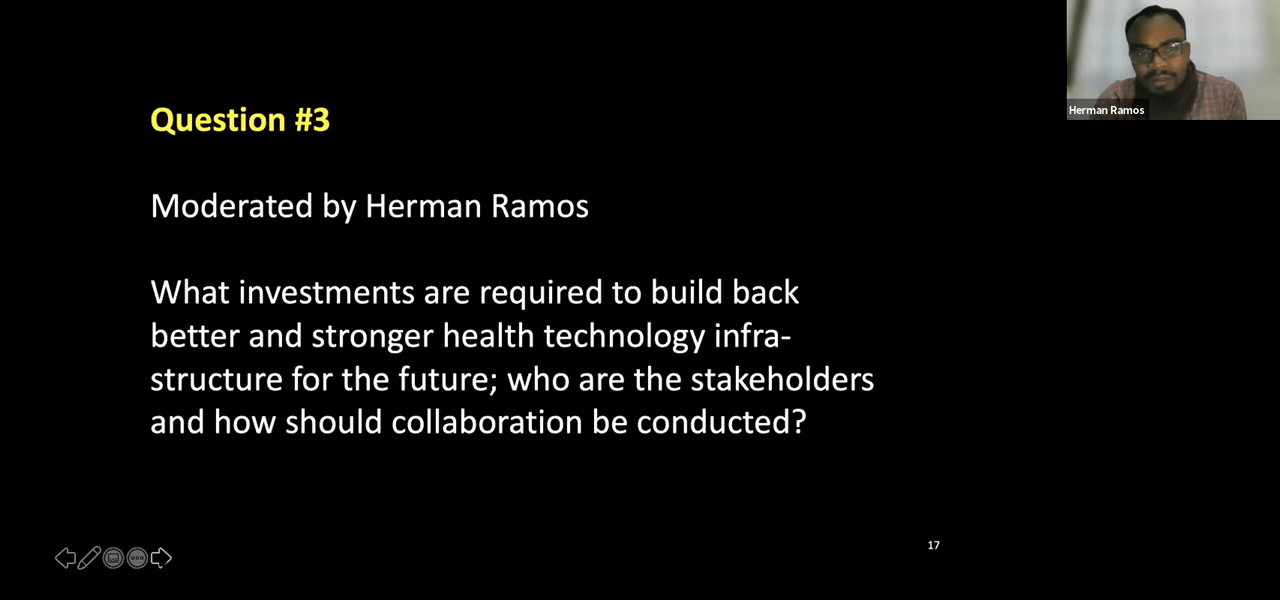 Question #3
Moderated by Herman Ramos
What investments are required to build back
better and stronger health technology infra-
structure for the future; who are the stakeholders
and how should collaboration be conducted?
17
Herman Ramos